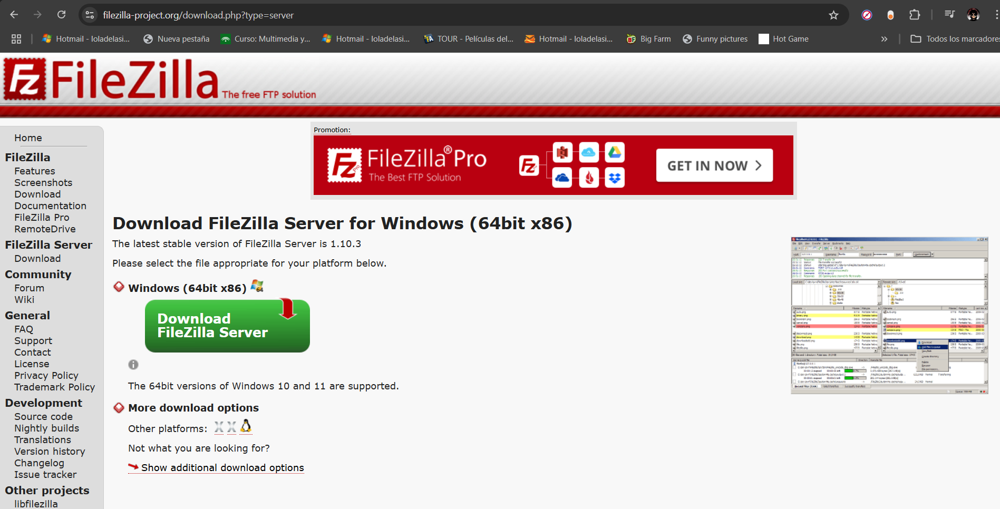 filezilla-project.org/download.php?type=server
Hotmail - loladelasi...
Nueva pestaña
Curso: Multimedia y...
Hotmail - loladelasi...
TOUR - Películas del...
Hotmail - loladelasi...
Big Farm
Funny pictures
Hot Game
»
Todos los marcadores
FileZilla
The free FTP solution
Home
FileZilla
Features
Screenshots
Download
Documentation
FileZilla Pro
RemoteDrive
FileZilla Server
Download
Community
Forum
Wiki
General
FAQ
Support
Contact
License
Privacy Policy
Trademark Policy
Development
Source code
Nightly builds
Translations
Version history
Changelog
Issue tracker
Other projects
libfilezilla
Promotion:
FileZilla® Pro
The Best FTP Solution
GET IN NOW
Download FileZilla Server for Windows (64bit x86)
The latest stable version of FileZilla Server is 1.10.3
Please select the file appropriate for your platform below.
Windows (64bit x86)
Download
FileZilla Server
The 64bit versions of Windows 10 and 11 are supported.
More download options
Other platforms:
Not what you are looking for?
Show additional download options